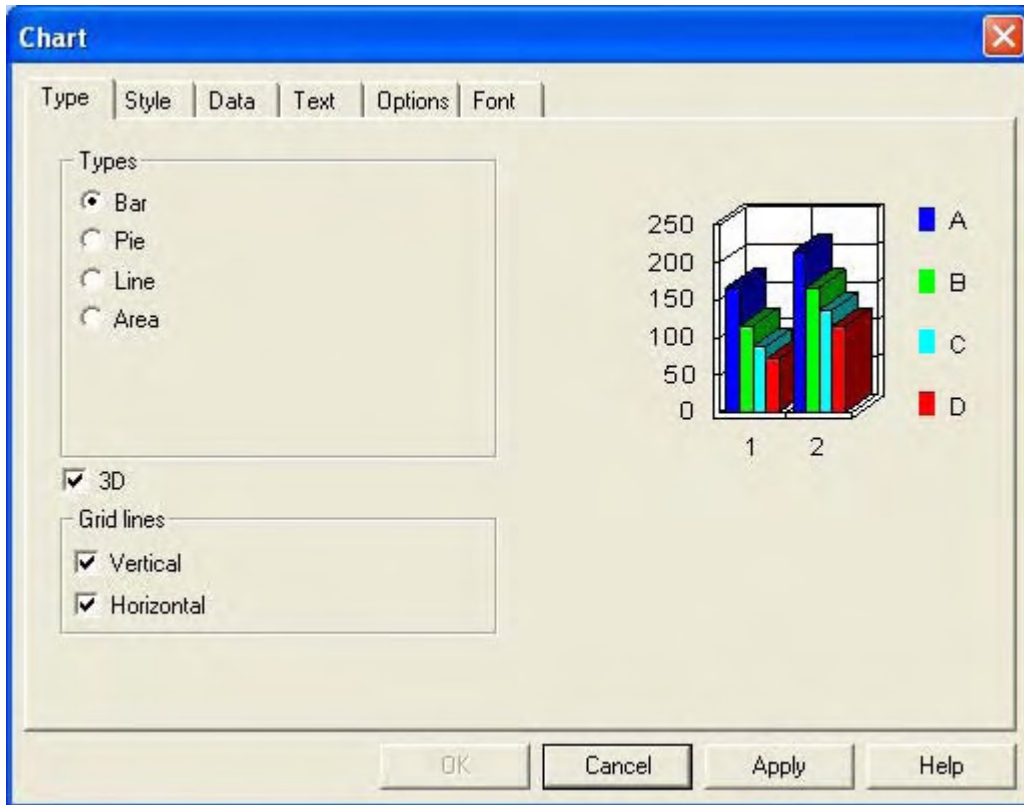 Chart
Type Style Data Text Options Font
Types
Bar
Pie
Line
Area
3D
Grid lines
Vertical
Horizontal
250
200
150
100
50
0
1 2
A
B
C
D
OK Cancel Apply Help